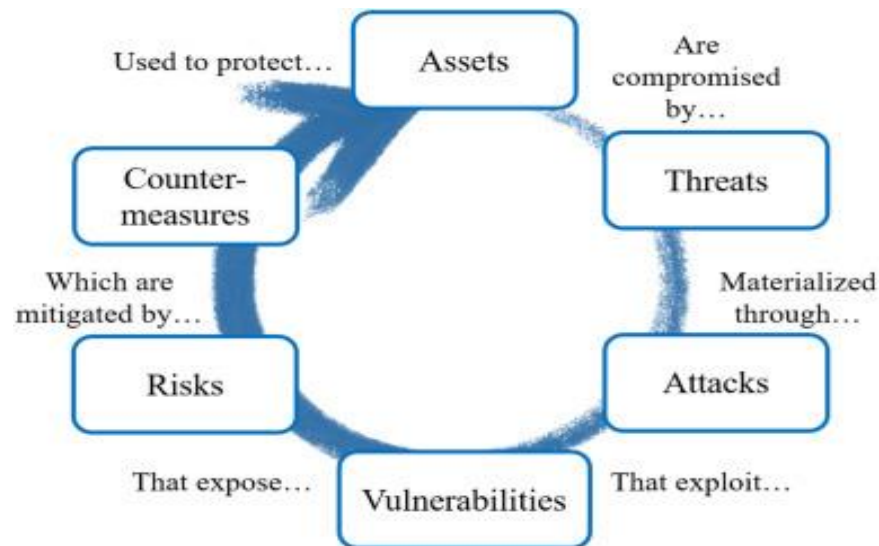 Assets
Are
compromised
by…
Threats
Materialized
through…
Attacks
That exploit…
Vulnerabilities
That expose…
Risks
Which are
mitigated by…
Counter-
measures
Used to protect…